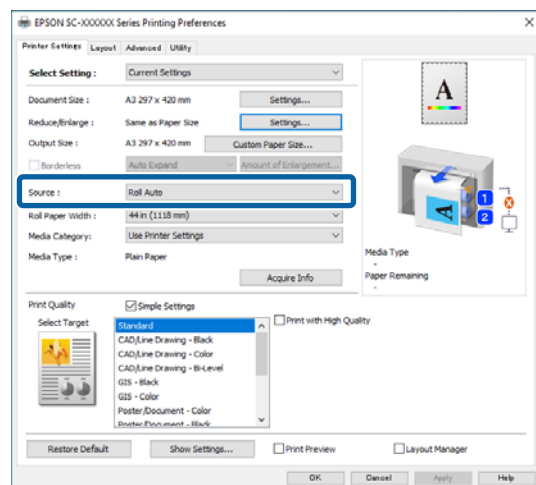 EPSON SC-XXXXXX Series Printing Preferences
Printer Settings Layout Advanced Utility
Select Setting : Current Settings
Document Size : A3 297 x 420 mm Settings...
Reduce/Enlarge : Same as Paper Size Settings...
Output Size : A3 297 x 420 mm Custom Paper Size...
Borderless Auto Expand Amount of Enlargement...
Source : Roll Auto
Roll Paper Width : 44 in (1118 mm)
Media Category: Use Printer Settings
Media Type : Plain Paper
Acquire Info
A
A
1
2
Media Type
-
Paper Remaining
-
Print Quality Simple Settings
Select Target
Standard
CAD/Line Drawing - Black
CAD/Line Drawing - Color
CAD/Line Drawing - Bi-Level
GIS - Black
GIS - Color
Poster/Document - Color
Poster/Document - Black
Print with High Quality
Restore Default Show Settings... Print Preview Layout Manager
OK Cancel Apply Help